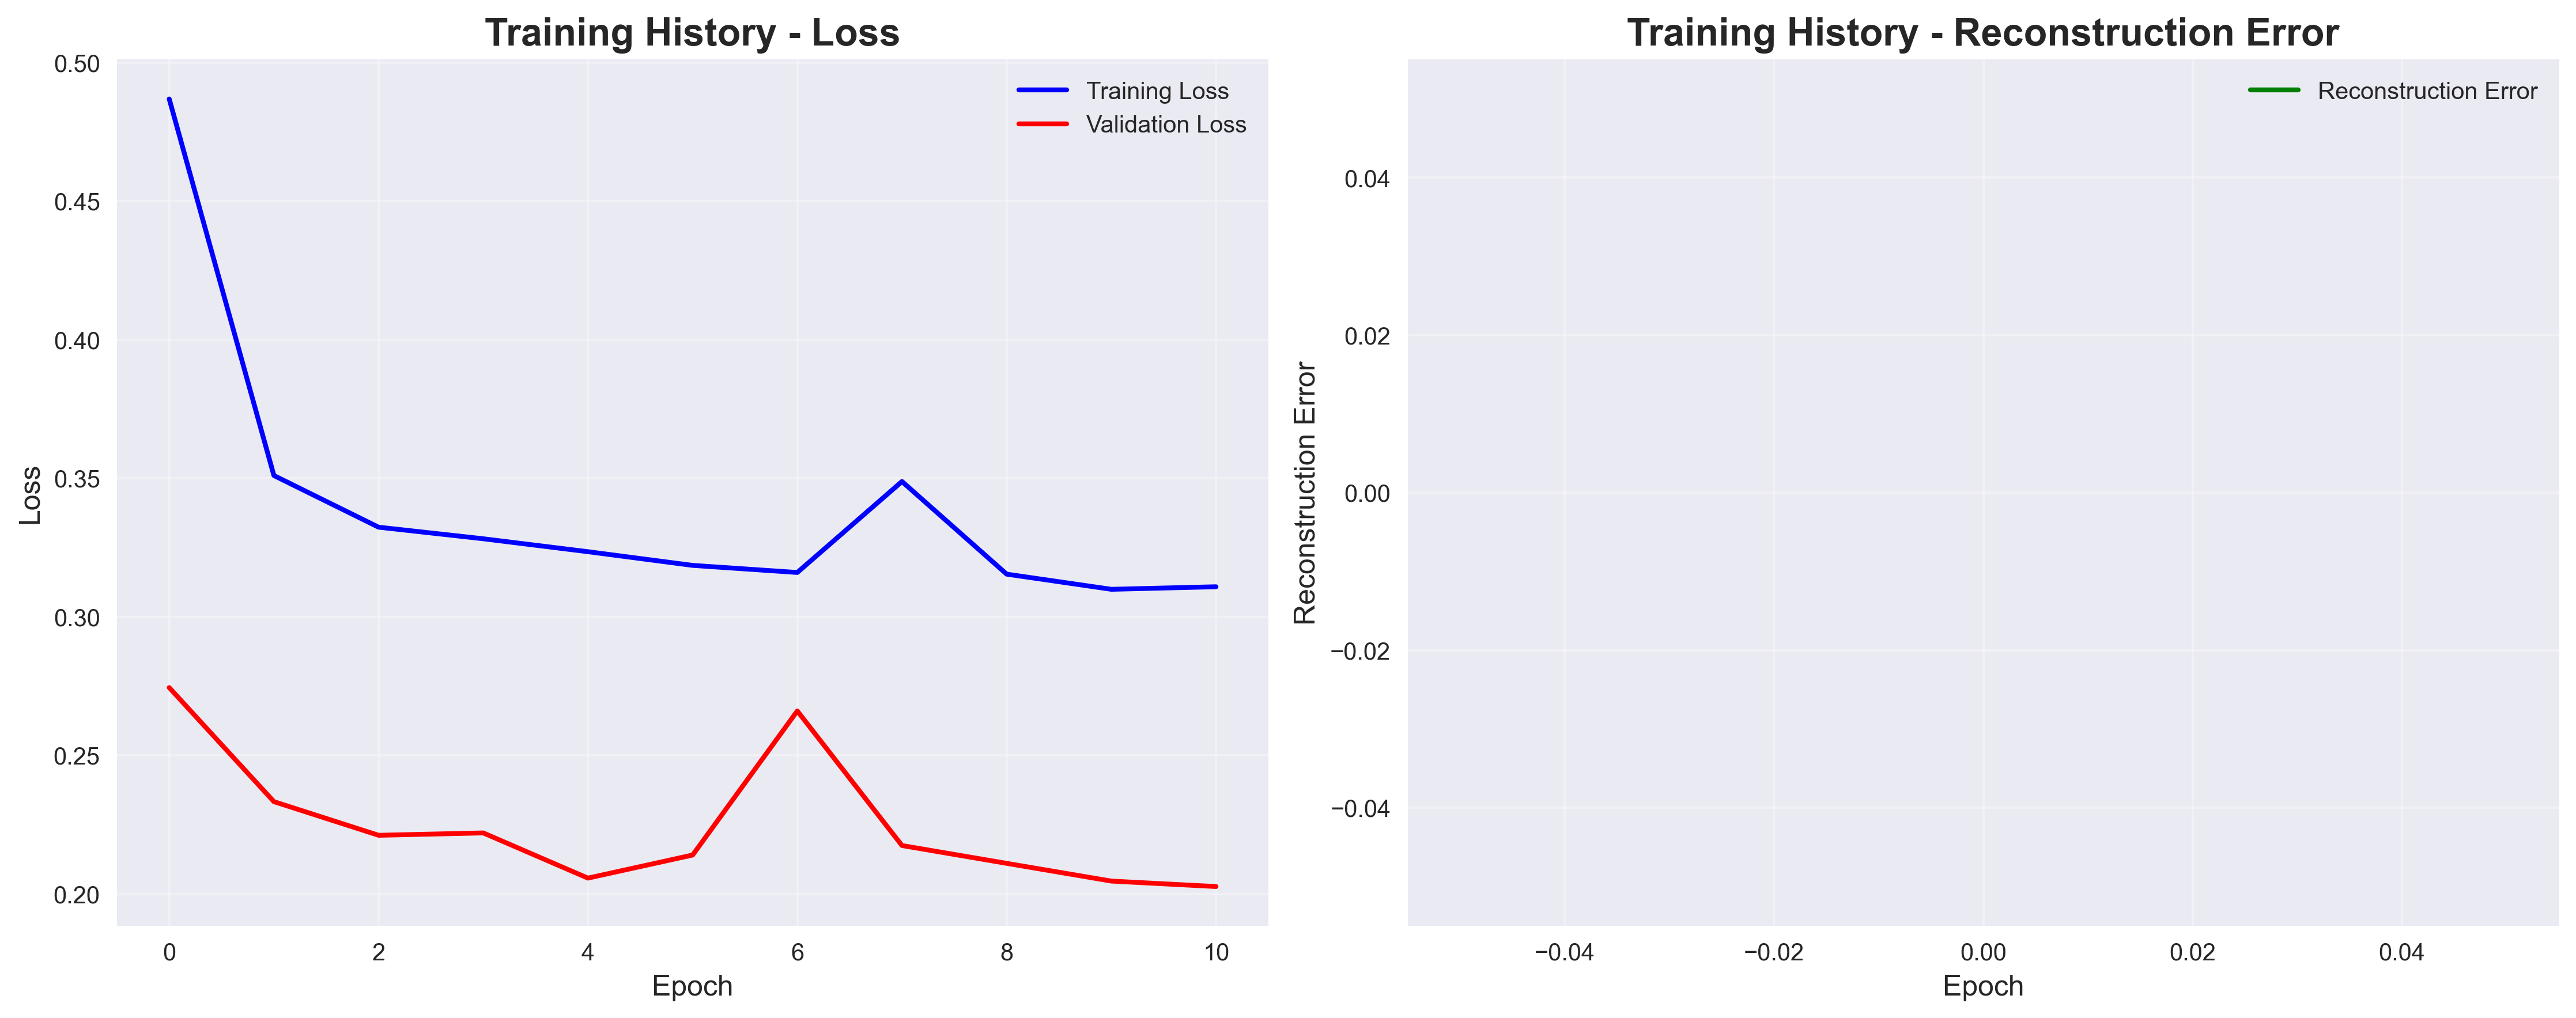 Training History - Loss
0.50
0.45
0.40
0.35
0.30
0.25
0.20
Loss
Training Loss
Validation Loss
0 2 4 6 8 10
Epoch
Training History - Reconstruction Error
0.04
0.02
0.00
−0.02
−0.04
Reconstruction Error
Reconstruction Error
−0.04 −0.02 0.00 0.02 0.04
Epoch